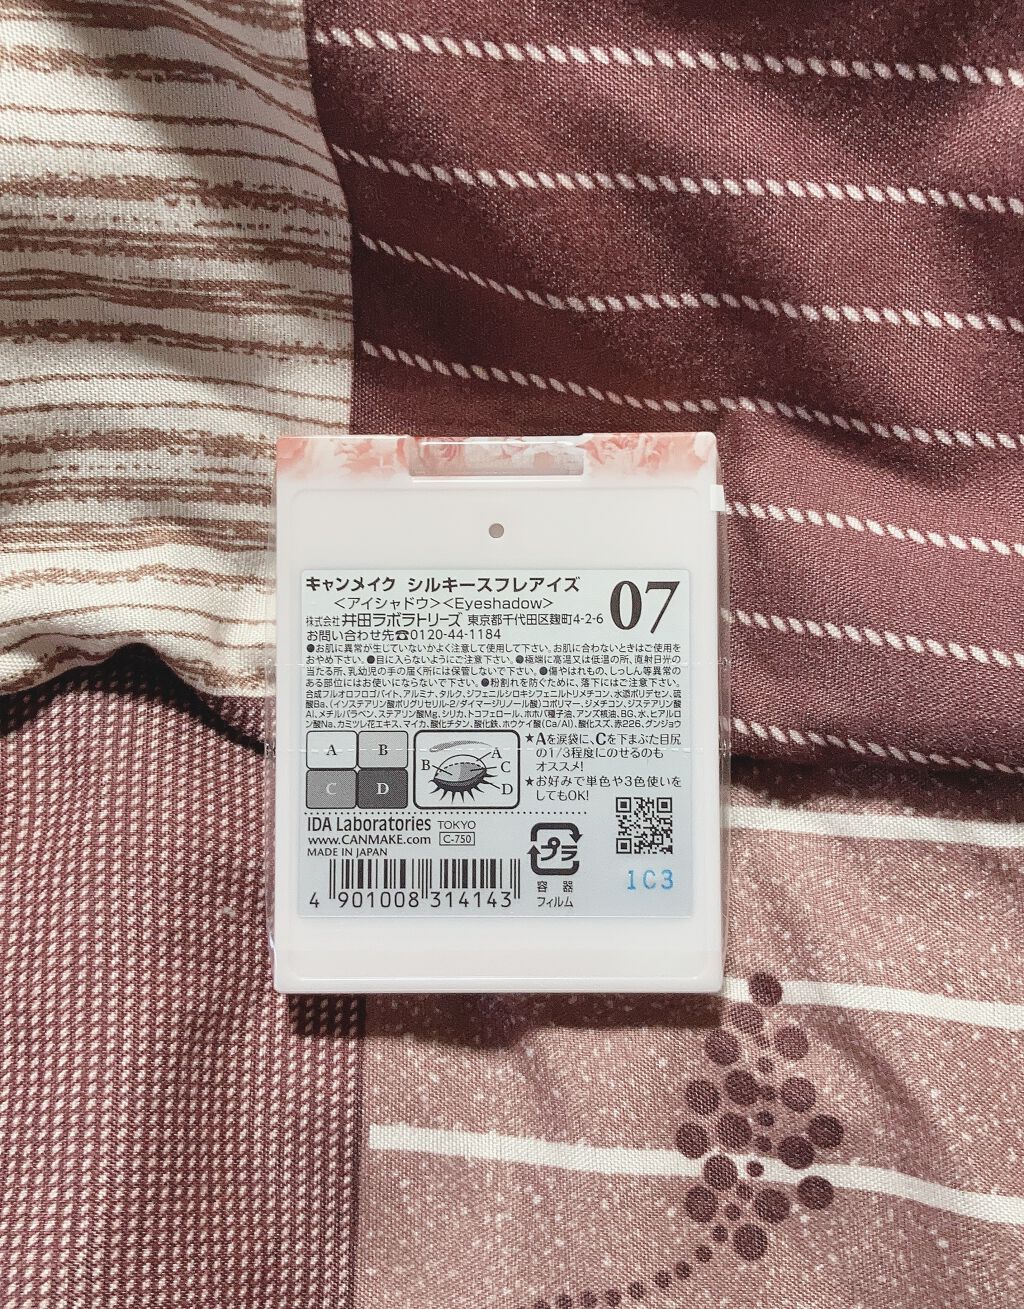 キャンメイク シルキースフレアイズ
07
＜アイシャドウ＞＜Eyeshadow＞
株式会社 井田ラボラトリーズ 東京都千代田区麹町4-2-6
お問い合わせ先☎0120-44-1184
●お肌に異常が生じていないかよく注意して使用して下さい。お肌に合わないときはご使用を
おやめ下さい。●目に入らないようにご注意下さい。●極端に高温又は低温の所、直射日光の
当たる所、乳幼児の手の届く所には保管しないで下さい。●傷やはれもの、しっしん等異常の
ある部位にはお使いにならないで下さい。●粉割れを防ぐために、落下にはご注意下さい。
合成フルオロフロゴパイト、アルミナ、タルク、ジフェニルシロキシフェニルトリメチコン、水添ポリデセン、硫
酸Ba、(イソステアリン酸ポリグリセリル-2/ダイマージリノール酸)コポリマー、ジメチコン、ジステアリン酸
Al、メチルパラベン、ステアリン酸Mg、シリカ、トコフェロール、ホホバ種子油、アンズ核油、BG、水、ヒアルロ
ン酸Na、カミツレ花エキス、マイカ、酸化チタン、酸化鉄、ホウケイ酸(Ca/Al)、酸化スズ、赤226、グンジョウ
A B
C D
A
B C
D
★Aを涙袋に、Cを下まぶた目尻
の1/3程度にのせるのも
オススメ!
★お好みで単色や3色使いを
してもOK!
IDA Laboratories TOKYO
www.CANMAKE.com C-750
MADE IN JAPAN
4 901008 314143
プラ
容器
フィルム
1C3